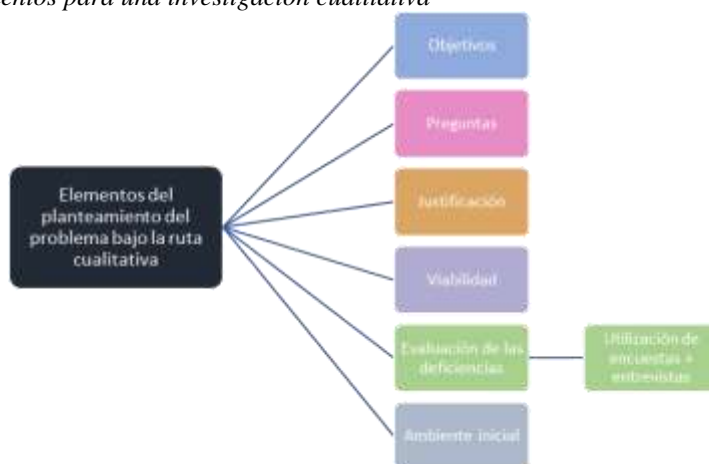 entos para una investigación cualitativa
Objetivos
Preguntas
Justificación
Elementos del
planteamiento del
problema bajo la ruta
cualitativa
Viabilidad
Evaluación de las
deficiencias
Utilización de
encuestas
entrevistas
Ambiente inicial